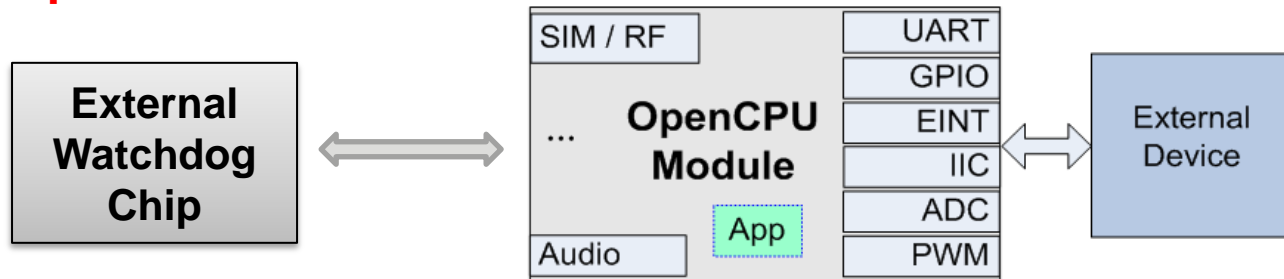 External
Watchdog
Chip
SIM / RF
...
OpenCPU
Module
App
Audio
UART
GPIO
EINT
IIC
ADC
PWM
External
Device